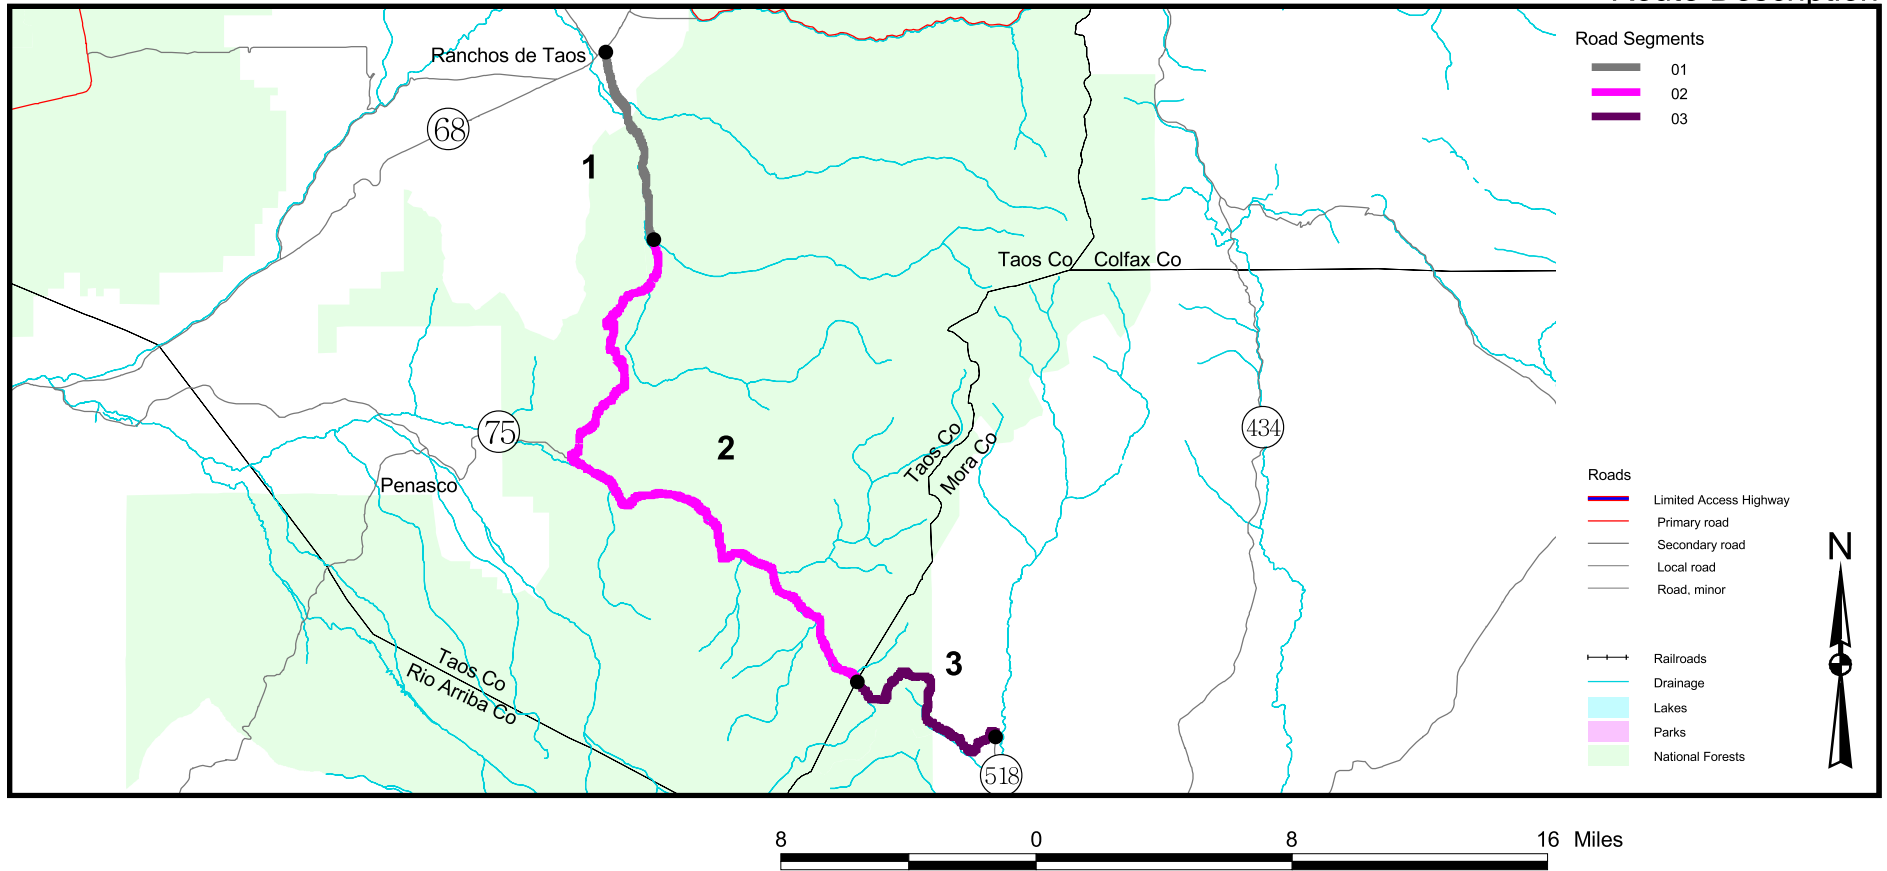 Route Description
Road Segments
01
02
03
Ranchos de Taos
68
1
Taos Co
Colfax Co
75
2
434
Taos Co
Mora Co
Penasco
Roads
Limited Access Highway
Primary road
Secondary road
Local road
Road, minor
N
Taos Co
Rio Arriba Co
3
Railroads
Drainage
Lakes
Parks
National Forests
518
8 0 8 16 Miles